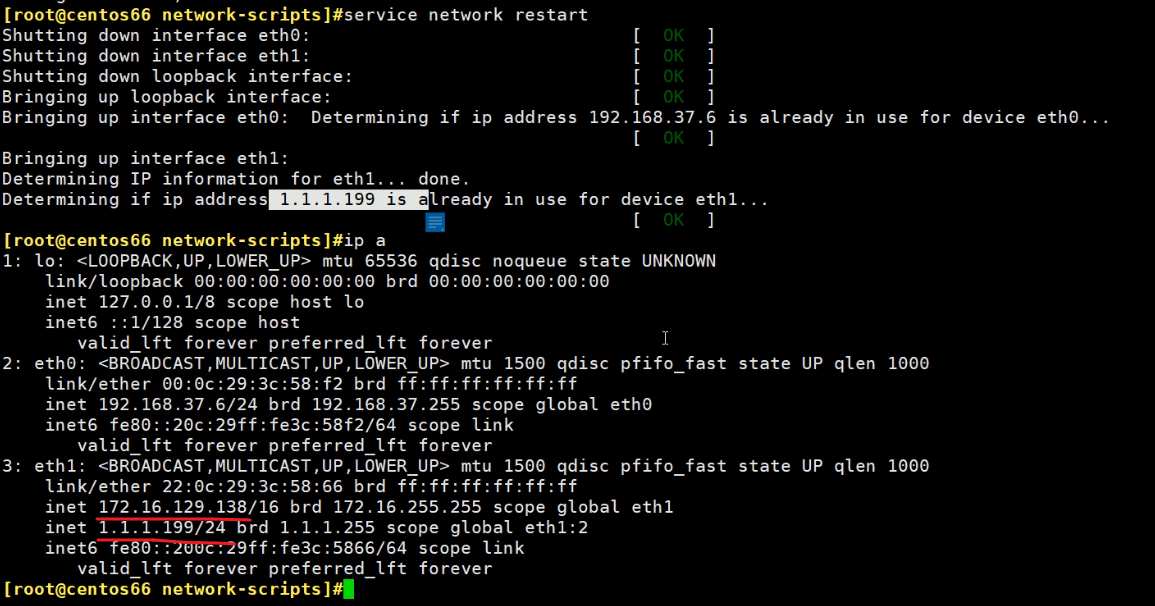 [root@centos66 network-scripts]#service network restart
Shutting down interface eth0:                              [  OK  ]
Shutting down interface eth1:                              [  OK  ]
Shutting down loopback interface:                          [  OK  ]
Bringing up loopback interface:                            [  OK  ]
Bringing up interface eth0:  Determining if ip address 192.168.37.6 is already in use for device eth0...
                                                           [  OK  ]
Bringing up interface eth1:
Determining IP information for eth1... done.
Determining if ip address 1.1.1.199 is already in use for device eth1...
                                                           [  OK  ]
[root@centos66 network-scripts]#ip a
1: lo: <LOOPBACK,UP,LOWER_UP> mtu 65536 qdisc noqueue state UNKNOWN
    link/loopback 00:00:00:00:00:00 brd 00:00:00:00:00:00
    inet 127.0.0.1/8 scope host lo
    inet6 ::1/128 scope host
       valid_lft forever preferred_lft forever
2: eth0: <BROADCAST,MULTICAST,UP,LOWER_UP> mtu 1500 qdisc pfifo_fast state UP qlen 1000
    link/ether 00:0c:29:3c:58:f2 brd ff:ff:ff:ff:ff:ff
    inet 192.168.37.6/24 brd 192.168.37.255 scope global eth0
    inet6 fe80::20c:29ff:fe3c:58f2/64 scope link
       valid_lft forever preferred_lft forever
3: eth1: <BROADCAST,MULTICAST,UP,LOWER_UP> mtu 1500 qdisc pfifo_fast state UP qlen 1000
    link/ether 22:0c:29:3c:58:66 brd ff:ff:ff:ff:ff:ff
    inet 172.16.129.138/16 brd 172.16.255.255 scope global eth1
    inet 1.1.1.199/24 brd 1.1.1.255 scope global eth1:2
    inet6 fe80::200c:29ff:fe3c:5866/64 scope link
       valid_lft forever preferred_lft forever
[root@centos66 network-scripts]#